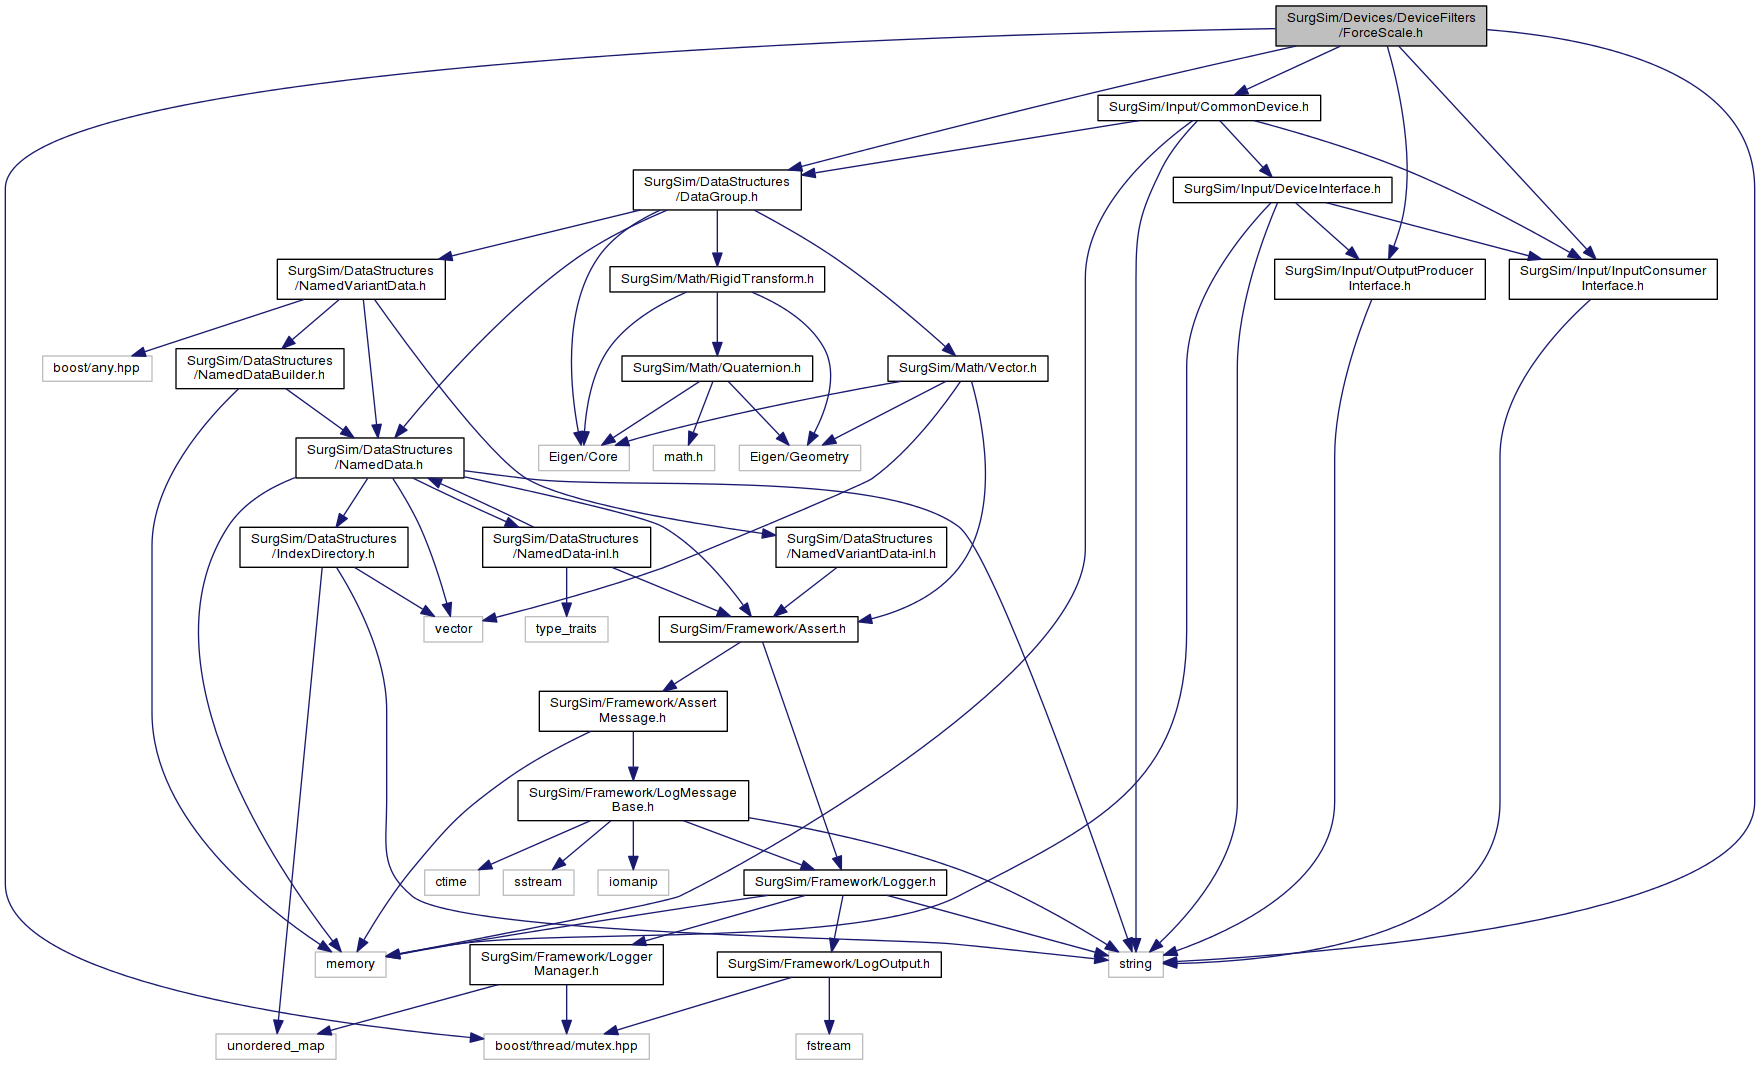 SurgSim/Devices/DeviceFilters
/ForceScale.h
SurgSim/Input/CommonDevice.h
SurgSim/DataStructures
/DataGroup.h
SurgSim/Input/DeviceInterface.h
SurgSim/DataStructures
/NamedVariantData.h
SurgSim/Math/RigidTransform.h
SurgSim/Input/OutputProducer
Interface.h
SurgSim/Input/InputConsumer
Interface.h
boost/any.hpp
SurgSim/DataStructures
/NamedDataBuilder.h
SurgSim/Math/Quaternion.h
SurgSim/Math/Vector.h
SurgSim/DataStructures
/NamedData.h
Eigen/Core
math.h
Eigen/Geometry
SurgSim/DataStructures
/IndexDirectory.h
SurgSim/DataStructures
/NamedData-inl.h
SurgSim/DataStructures
/NamedVariantData-inl.h
vector
type_traits
SurgSim/Framework/Assert.h
SurgSim/Framework/Assert
Message.h
SurgSim/Framework/LogMessage
Base.h
ctime
sstream
iomanip
SurgSim/Framework/Logger.h
memory
SurgSim/Framework/Logger
Manager.h
SurgSim/Framework/LogOutput.h
string
unordered_map
boost/thread/mutex.hpp
fstream